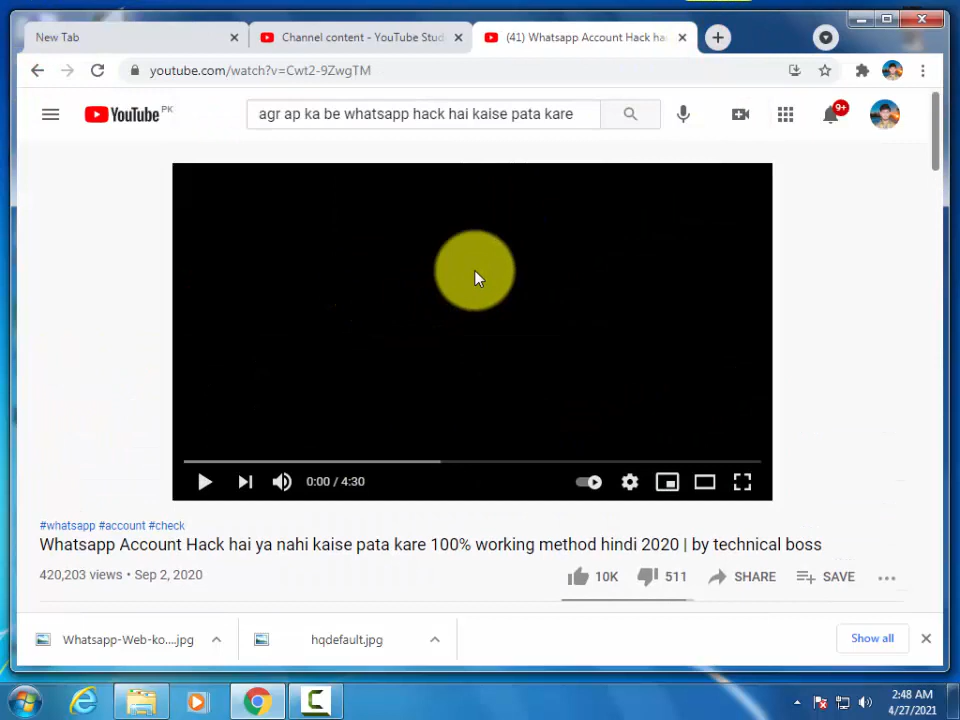 New Tab
Channel content - YouTube Stud
(41) Whatsapp Account Hack hai
youtube.com/watch?v=Cwt2-9ZwgTM
YouTube PK
agr ap ka be whatsapp hack hai kaise pata kare
9+
0:00 / 4:30
#whatsapp #account #check
Whatsapp Account Hack hai ya nahi kaise pata kare 100% working method hindi 2020 | by technical boss
420,203 views • Sep 2, 2020
10K
511
SHARE
SAVE
Whatsapp-Web-ko....jpg
hqdefault.jpg
Show all
2:48 AM
4/27/2021